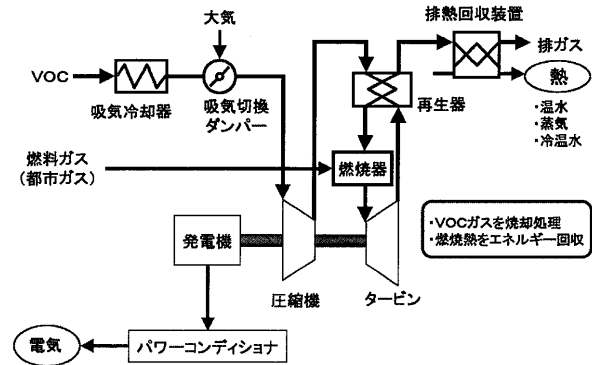 大気
排熱回収装置
VOC
排ガス
熱
吸気冷却器
吸気切換
ダンパー
再生器
・温水
・蒸気
・冷温水
燃料ガス
(都市ガス)
燃焼器
・VOCガスを焼却処理
・燃焼熱をエネルギー回収
発電機
圧縮機
タービン
電気
パワーコンディショナ